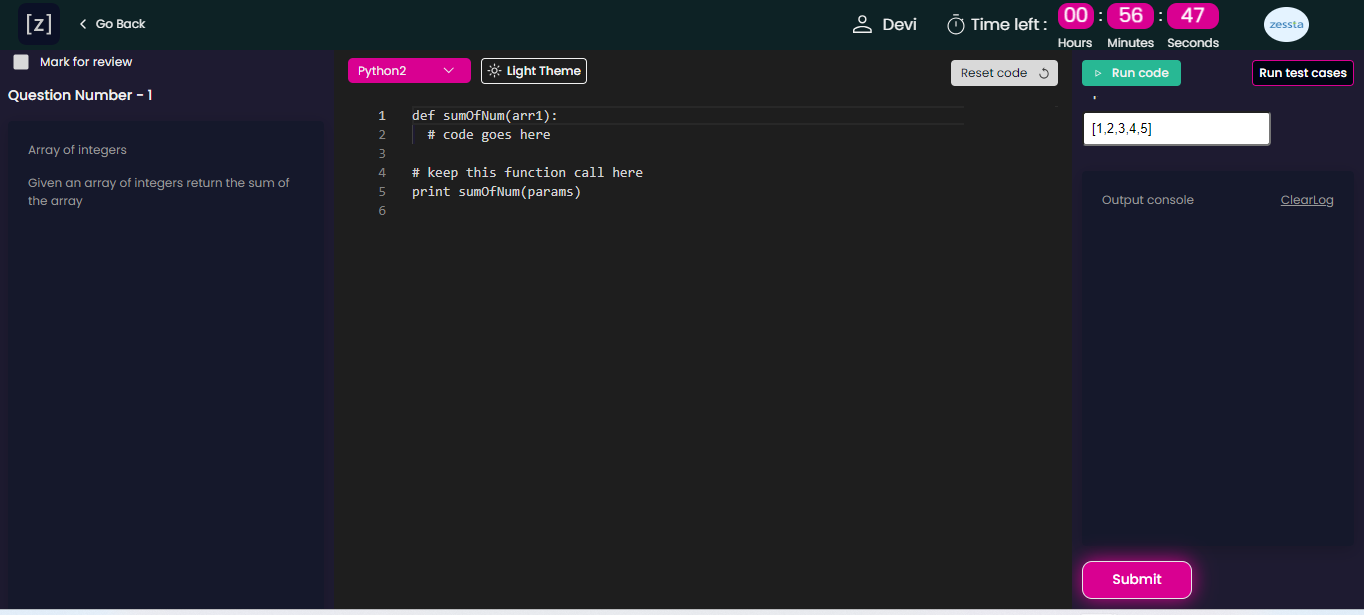 [z]
Go Back
Devi
Time left :
00 : 56 : 47
Hours Minutes Seconds
zessta
Mark for review
Question Number - 1
Array of integers
Given an array of integers return the sum of
the array
Python2
Light Theme
Reset code
1 def sumOfNum(arr1):
2 # code goes here
3
4 # keep this function call here
5 print sumOfNum(params)
6
Run code
Run test cases
[1,2,3,4,5]
Output console
ClearLog
Submit